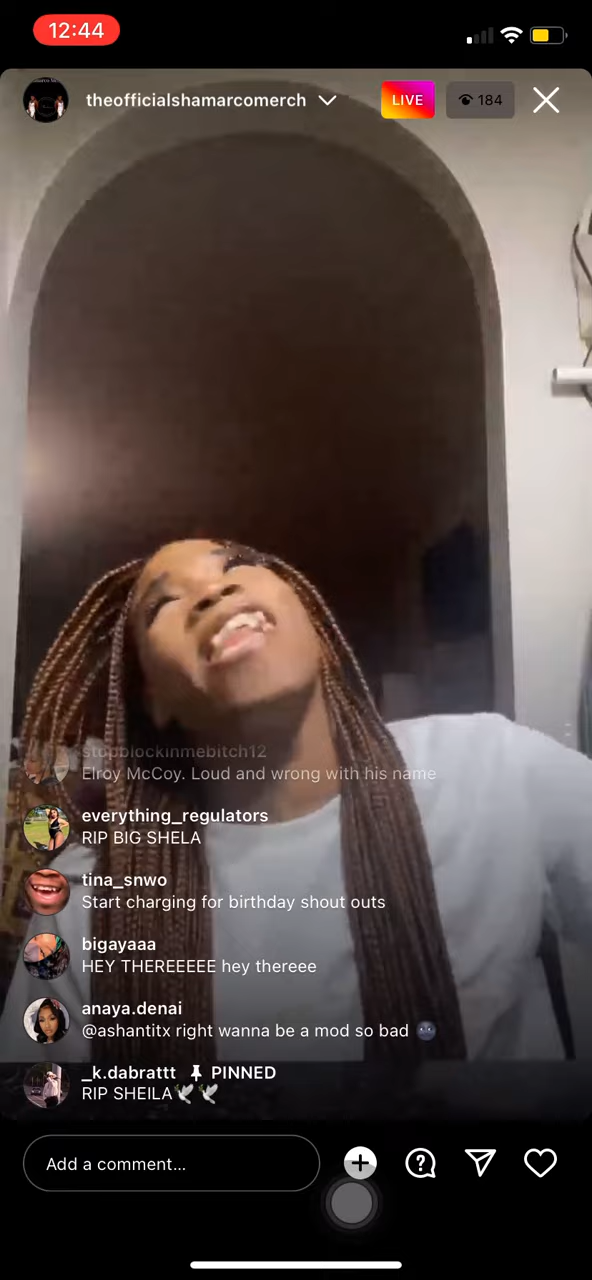 12:44
theofficialshamarcomerch
LIVE
184
stopblockinmebitch12
Elroy McCoy. Loud and wrong with his name
everything_regulators
RIP BIG SHELA
tina_snwo
Start charging for birthday shout outs
bigayaaa
HEY THEREEEEE hey thereee
anaya.denai
@ashantitx right wanna be a mod so bad 🌚
_k.dabrattt 📌 PINNED
RIP SHEILA🕊️🕊️
Add a comment...